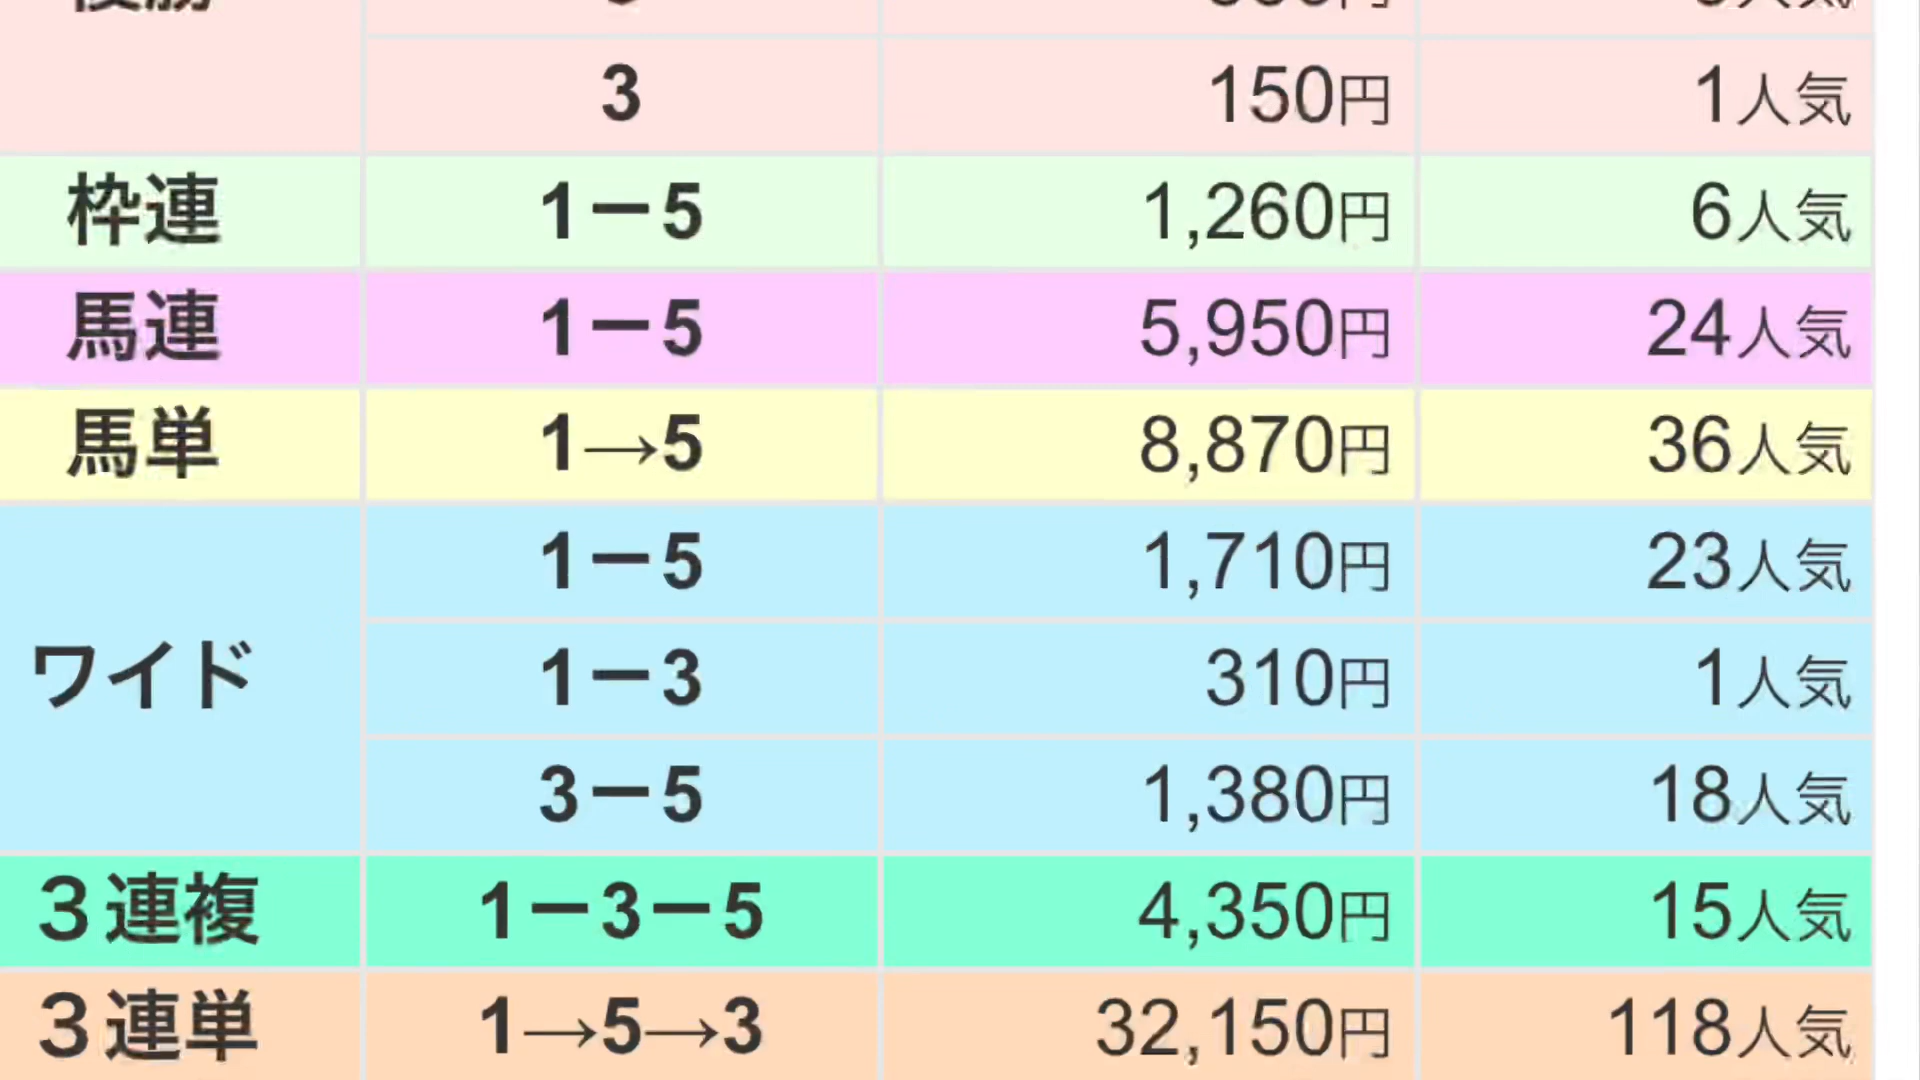 複勝
3 150円 1人気
枠連 1－5 1,260円 6人気
馬連 1－5 5,950円 24人気
馬単 1→5 8,870円 36人気
1－5 1,710円 23人気
ワイド 1－3 310円 1人気
3－5 1,380円 18人気
３連複 1－3－5 4,350円 15人気
３連単 1→5→3 32,150円 118人気